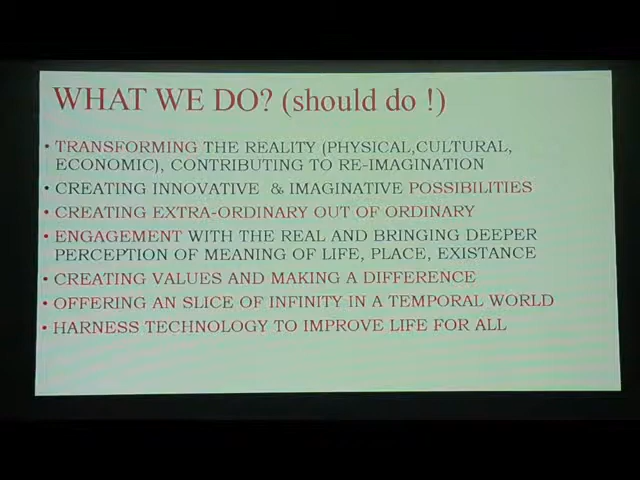 WHAT WE DO? (should do !)
• TRANSFORMING THE REALITY (PHYSICAL,CULTURAL,
ECONOMIC), CONTRIBUTING TO RE-IMAGINATION
• CREATING INNOVATIVE & IMAGINATIVE POSSIBILITIES
• CREATING EXTRA-ORDINARY OUT OF ORDINARY
• ENGAGEMENT WITH THE REAL AND BRINGING DEEPER
PERCEPTION OF MEANING OF LIFE, PLACE, EXISTANCE
• CREATING VALUES AND MAKING A DIFFERENCE
• OFFERING AN SLICE OF INFINITY IN A TEMPORAL WORLD
• HARNESS TECHNOLOGY TO IMPROVE LIFE FOR ALL